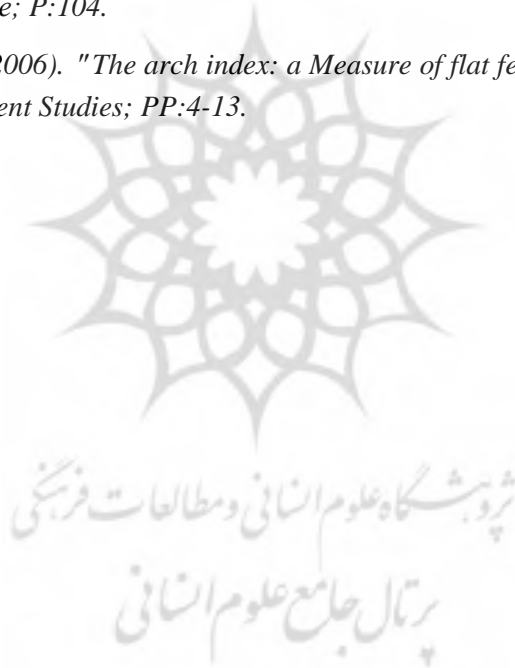 e; P:104.
2006). "The arch index: a Measure of flat fe
ent Studies; PP:4-13.
پژوهشگاه علوم انسانی و مطالعات فرهنگی
پرتال جامع علوم انسانی